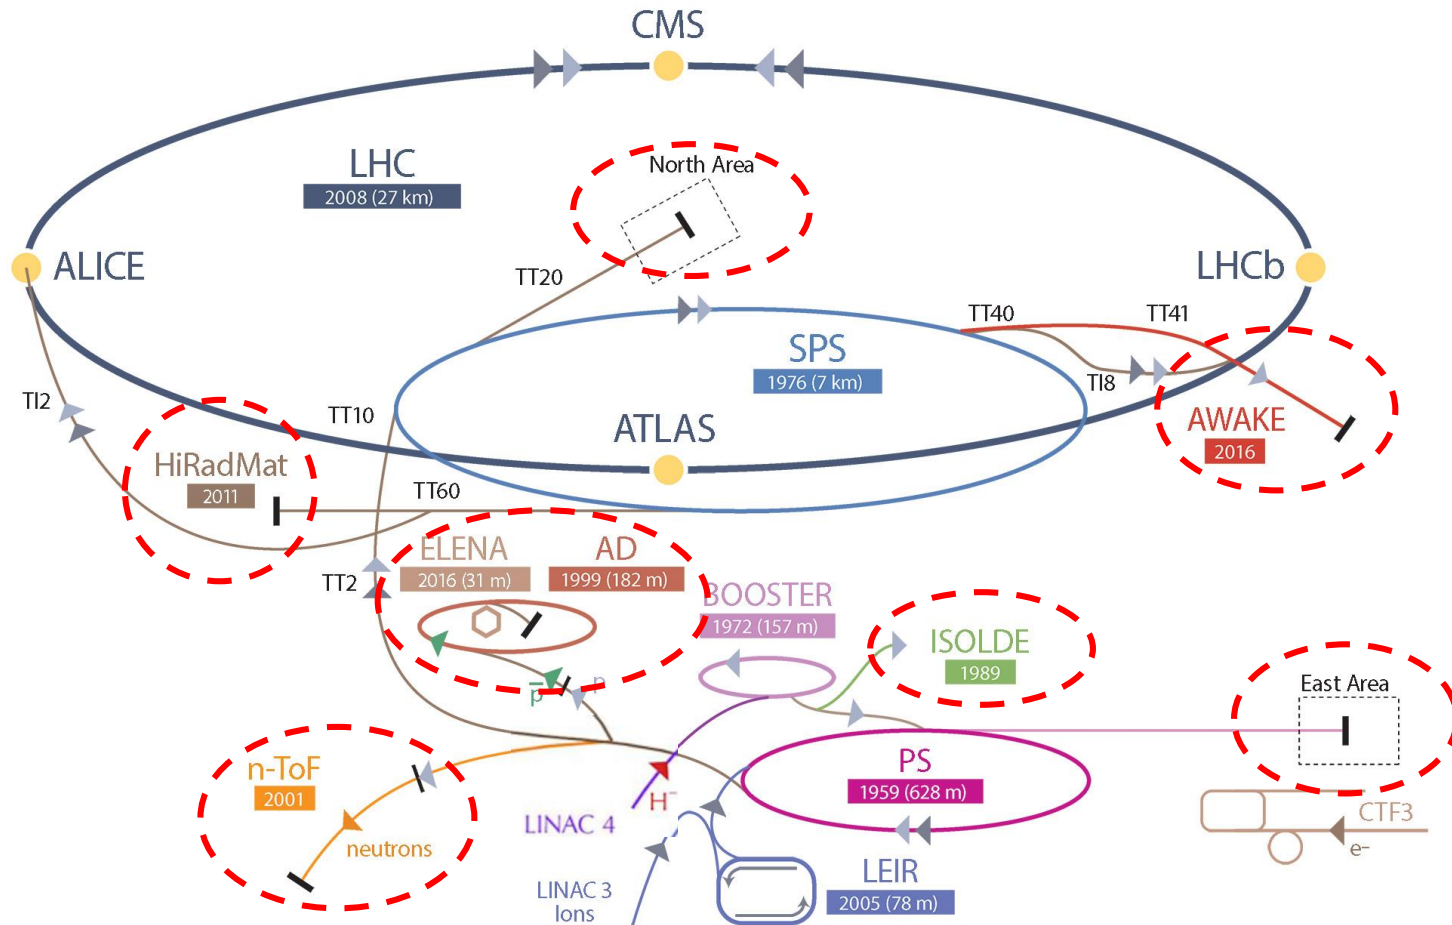 CMS
LHC
2008 (27 km)
North Area
ALICE
LHCb
TT20
TT40
TT41
SPS
1976 (7 km)
TI8
TI2
TT10
ATLAS
AWAKE
2016
HiRadMat
2011
TT60
ELENA
2016 (31 m)
AD
1999 (182 m)
TT2
BOOSTER
1972 (157 m)
ISOLDE
1989
p
p̅
East Area
n-ToF
2001
PS
1959 (628 m)
H⁻
LINAC 4
neutrons
CTF3
e⁻
LEIR
2005 (78 m)
LINAC 3
Ions